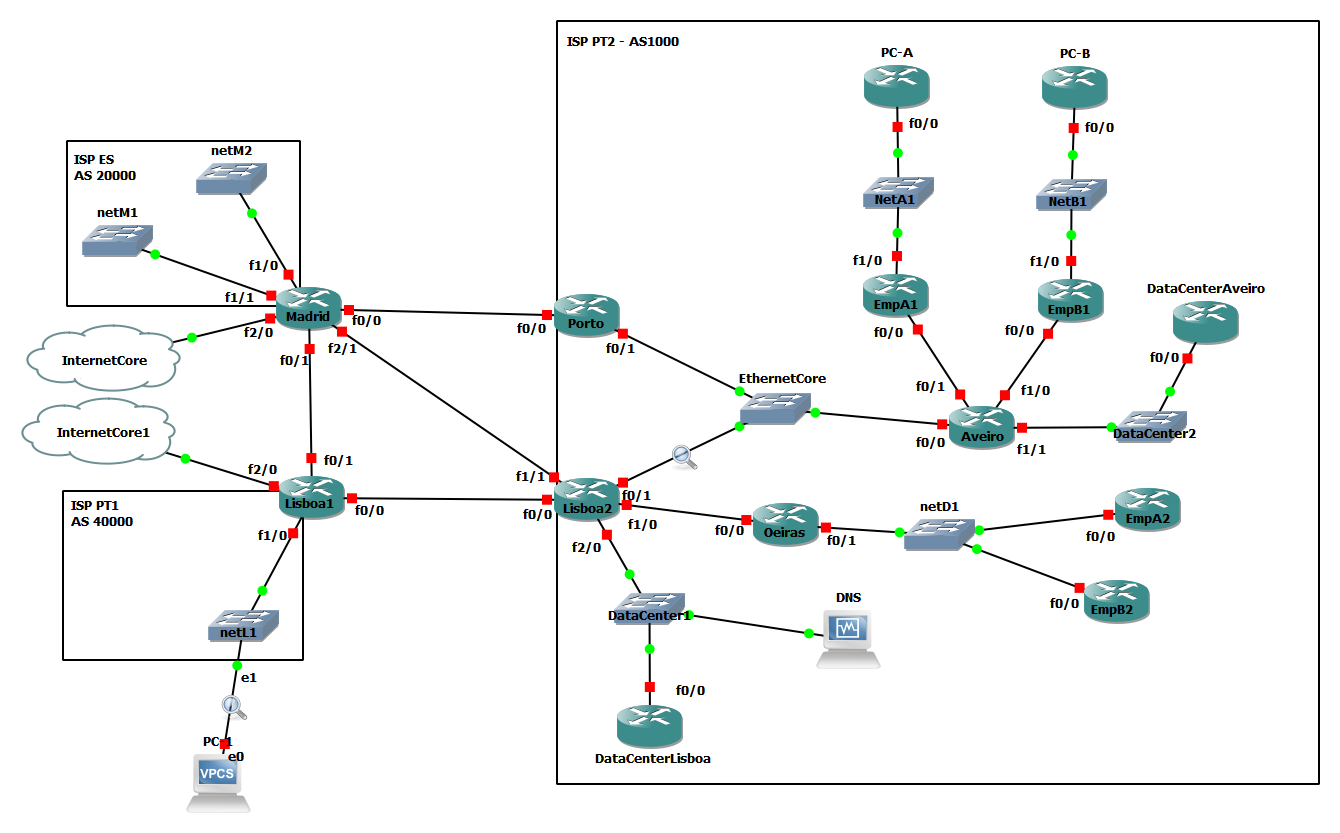 ISP PT2 - AS1000
PC-A
PC-B
f0/0
f0/0
ISP ES
AS 20000
netM2
netM1
NetA1
NetB1
f1/0
f1/0
f1/0
f1/1
Madrid
f0/0
f2/0
f2/1
f0/1
InternetCore
InternetCore1
f0/0
Porto
f0/1
EmpA1
f0/0
EmpB1
f0/0
DataCenterAveiro
f0/0
EthernetCore
f0/1
f1/0
f0/0
Aveiro
f1/1
DataCenter2
f2/0
f0/1
Lisboa1
f0/0
f1/1
f0/0
Lisboa2
f0/1
f1/0
f2/0
ISP PT1
AS 40000
f1/0
netL1
e1
f0/0
Oeiras
f0/1
netD1
EmpA2
f0/0
EmpB2
f0/0
DataCenter1
DNS
f0/0
DataCenterLisboa
e0
VPCS